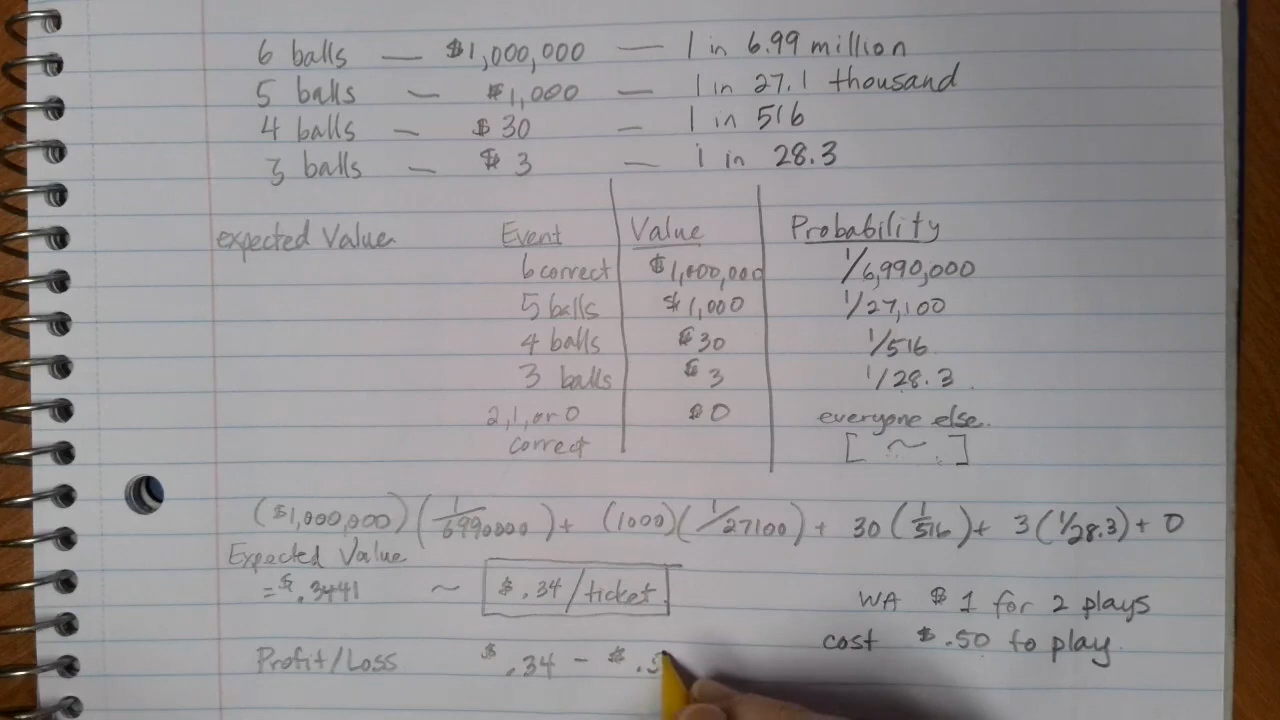 6 balls — $1,000,000 — 1 in 6.99 million
5 balls — $1,000 — 1 in 27.1 thousand
4 balls — $30 — 1 in 516
3 balls — $3 — 1 in 28.3
expected Value Event Value Probability
6 correct $1,000,000 1/6,990,000
5 balls $1,000 1/27,100
4 balls $30 1/516
3 balls $3 1/28.3
2, 1, or 0 $0 everyone else.
correct [ ~ ]
($1,000,000)(1/6990000) + (1000)(1/27100) + 30(1/516) + 3(1/28.3) + 0
Expected Value
= $.3441 ~ $.34/ticket WA $1 for 2 plays
cost $.50 to play.
Profit/Loss $.34 - $.5